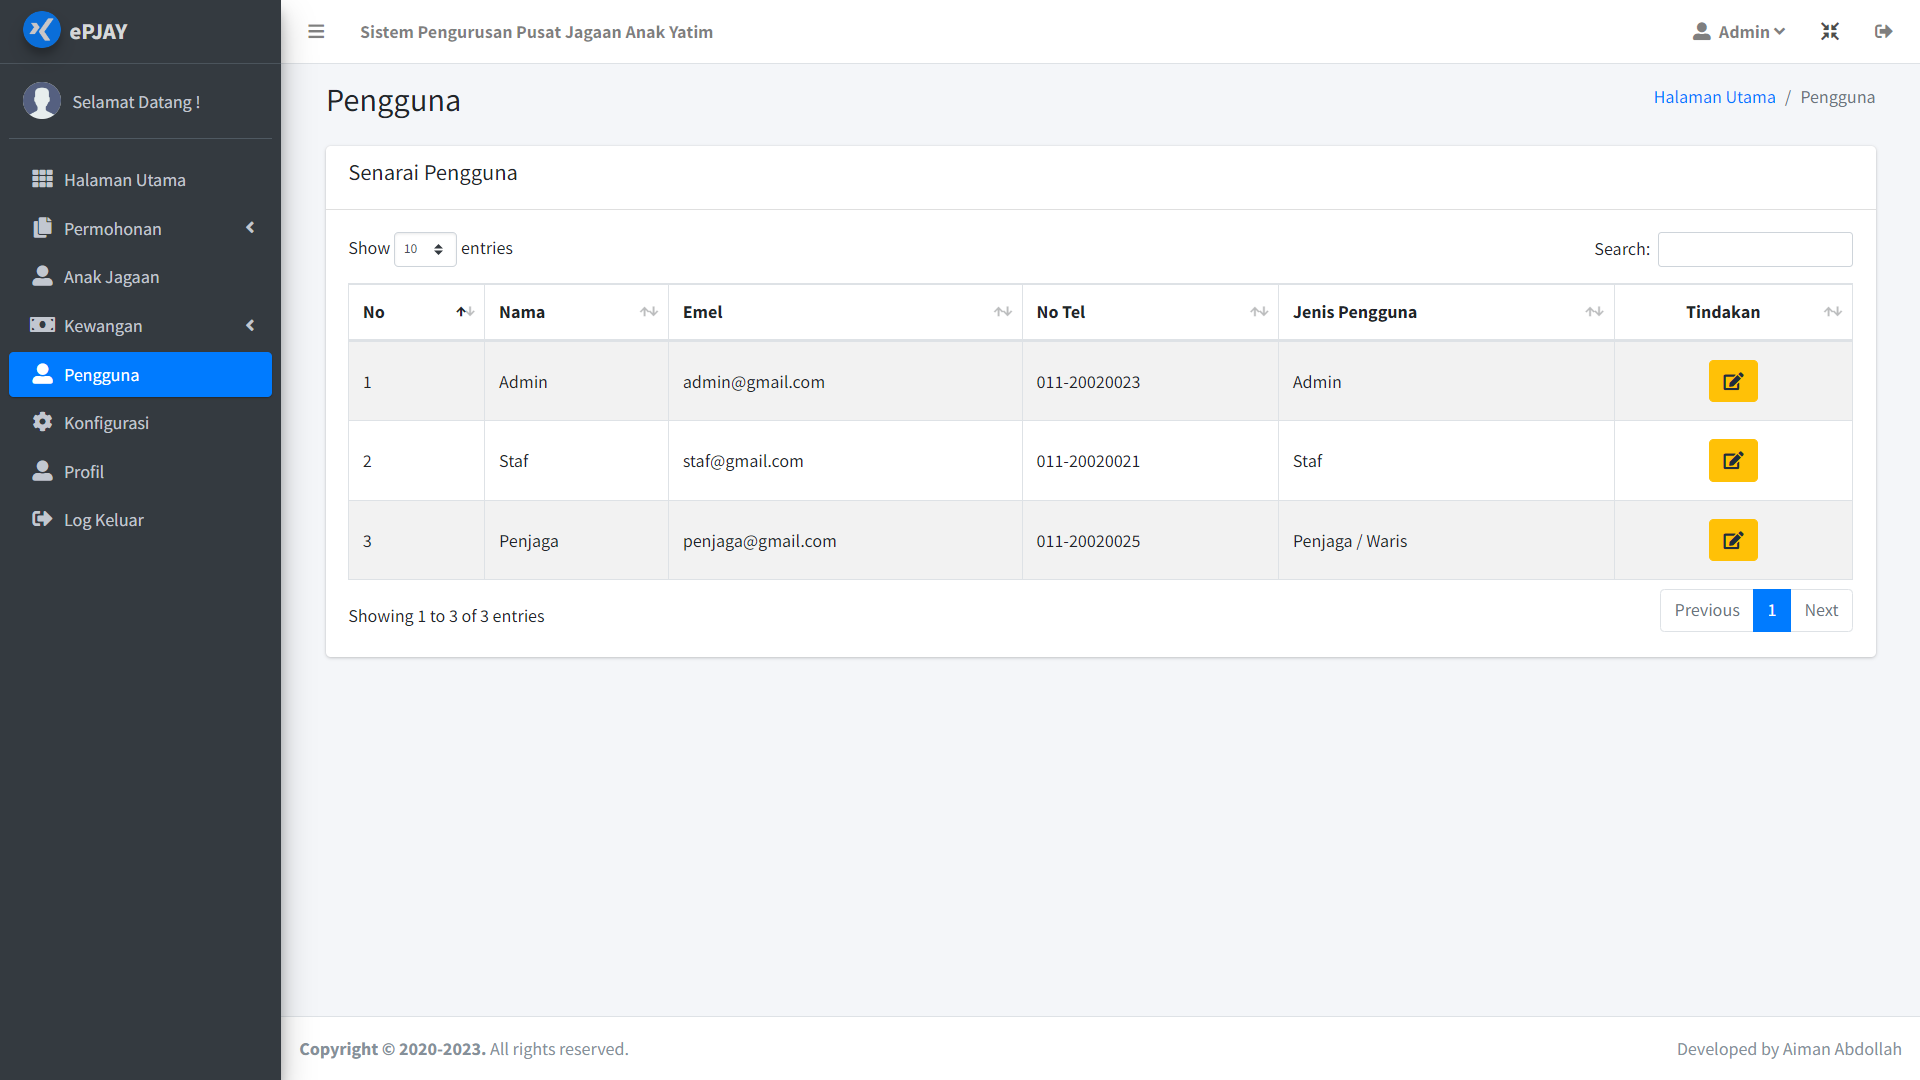 ePJAY
Sistem Pengurusan Pusat Jagaan Anak Yatim
Admin
Selamat Datang !
Halaman Utama
Permohonan
Anak Jagaan
Kewangan
Pengguna
Konfigurasi
Profil
Log Keluar
Pengguna
Halaman Utama / Pengguna
Senarai Pengguna
Show 10 entries
Search:
No Nama Emel No Tel Jenis Pengguna Tindakan
1 Admin admin@gmail.com 011-20020023 Admin
2 Staf staf@gmail.com 011-20020021 Staf
3 Penjaga penjaga@gmail.com 011-20020025 Penjaga / Waris
Showing 1 to 3 of 3 entries
Previous 1 Next
Copyright © 2020-2023. All rights reserved.
Developed by Aiman Abdollah